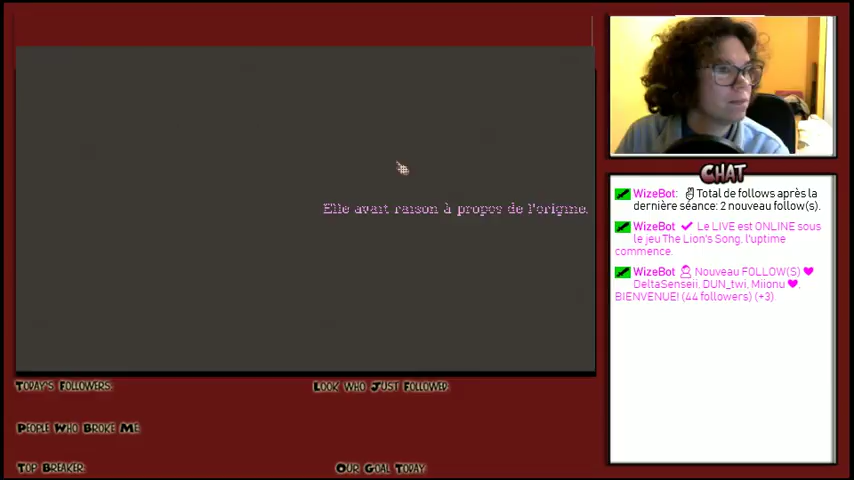 Elle avait raison à propos de l'origine.
CHAT
WizeBot: Total de follows après la
dernière séance: 2 nouveau follow(s).
WizeBot Le LIVE est ONLINE sous
le jeu The Lion's Song, l'uptime
commence.
WizeBot Nouveau FOLLOW(S)
DeltaSenseii, DUN_twi, Miionu
BIENVENUE! (44 followers) (+3)
Today's Followers:
Look who Just Followed:
People Who Broke Me:
Top Breaker:
Our Goal Today